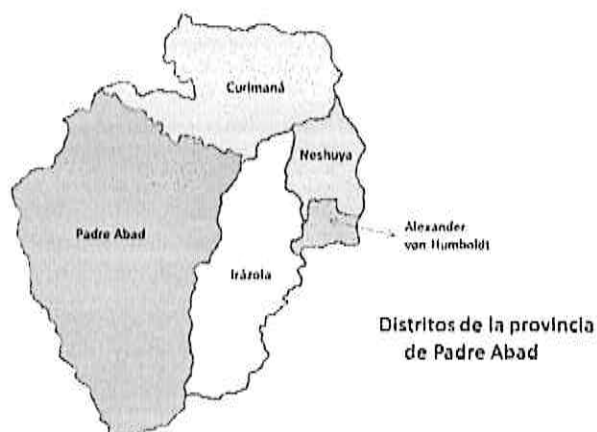 Curimaná
Neshuya
Padre Abad
Alexander
von Humboldt
Irázola
Distritos de la provincia
de Padre Abad